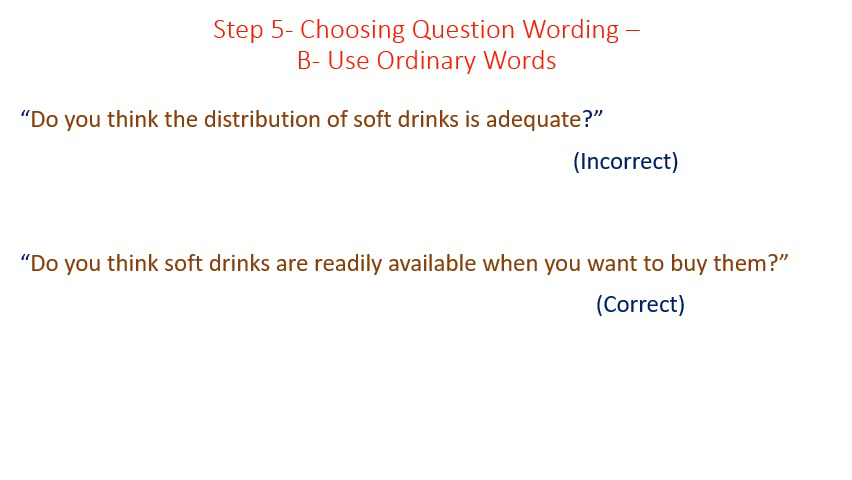 Step 5- Choosing Question Wording –
B- Use Ordinary Words
“Do you think the distribution of soft drinks is adequate?”
(Incorrect)
“Do you think soft drinks are readily available when you want to buy them?”
(Correct)